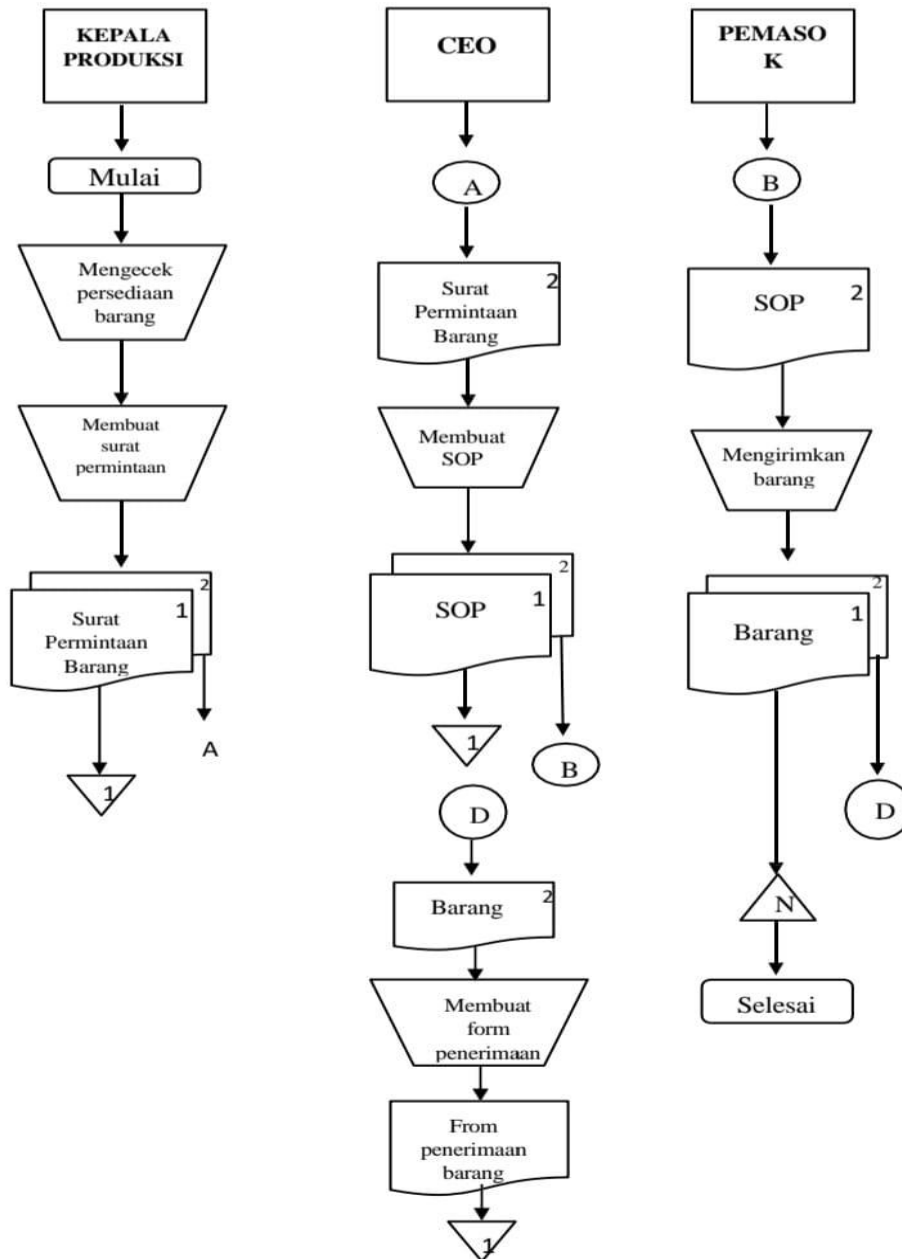 KEPALA
PRODUKSI
Mulai
Mengecek
persediaan
barang
Membuat
surat
permintaan
2
1
Surat
Permintaan
Barang
A
1
CEO
A
2
Surat
Permintaan
Barang
Membuat
SOP
2
1
SOP
1
B
D
2
Barang
Membuat
form
penerimaan
From
penerimaan
barang
1
PEMASO
K
B
2
SOP
Mengirimkan
barang
2
1
Barang
D
N
Selesai